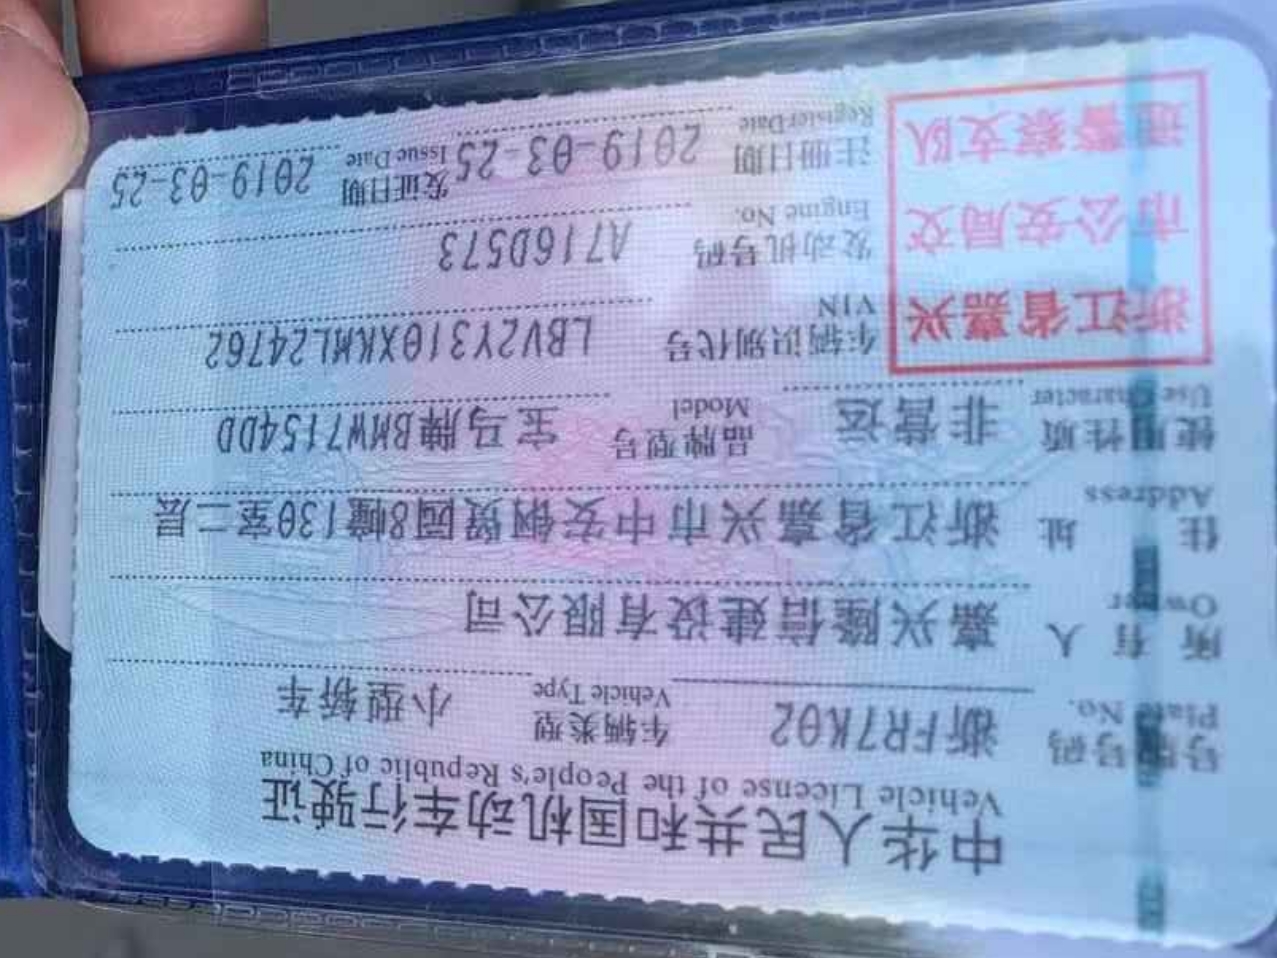 中华人民共和国机动车行驶证
Vehicle License of the People's Republic of China
号牌号码 浙FR7K02 车辆类型 小型轿车
Plate No. Vehicle Type
所有人 嘉兴隆信建设有限公司
Owner
住址 浙江省嘉兴市中安钢贸园8幢130室二层
Address
使用性质 非营运 品牌型号 宝马牌BMW7154DD
Use Character Model
浙江省嘉兴
市公安局交
通警察支队
车辆识别代号 LBV2Y310XKML24762
VIN
发动机号码 A716D573
Engine No.
注册日期 2019-03-25 发证日期 2019-03-25
Register Date Issue Date